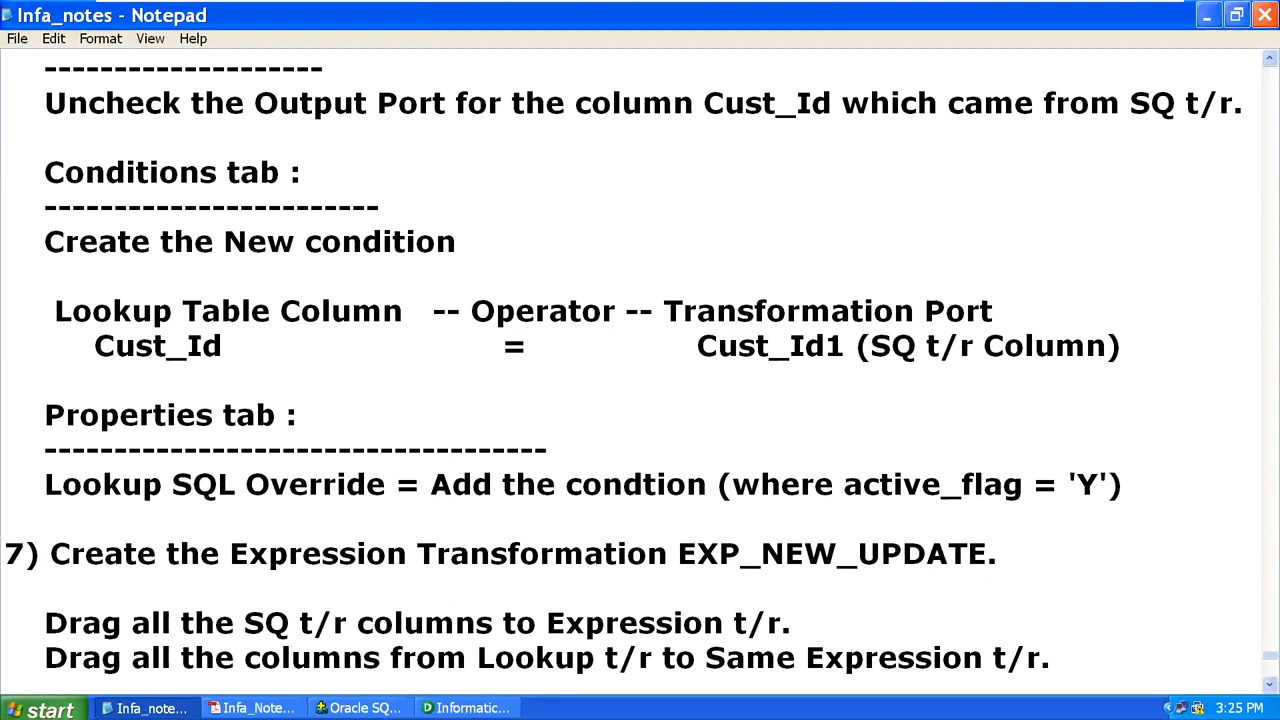 Infa_notes - Notepad
File Edit Format View Help
--------------------
Uncheck the Output Port for the column Cust_Id which came from SQ t/r.
Conditions tab :
------------------------
Create the New condition
Lookup Table Column -- Operator -- Transformation Port
Cust_Id = Cust_Id1 (SQ t/r Column)
Properties tab :
------------------------------------
Lookup SQL Override = Add the condtion (where active_flag = 'Y')
7) Create the Expression Transformation EXP_NEW_UPDATE.
Drag all the SQ t/r columns to Expression t/r.
Drag all the columns from Lookup t/r to Same Expression t/r.
start Infa_note... Infa_Note... Oracle SQ... Informatic... 3:25 PM